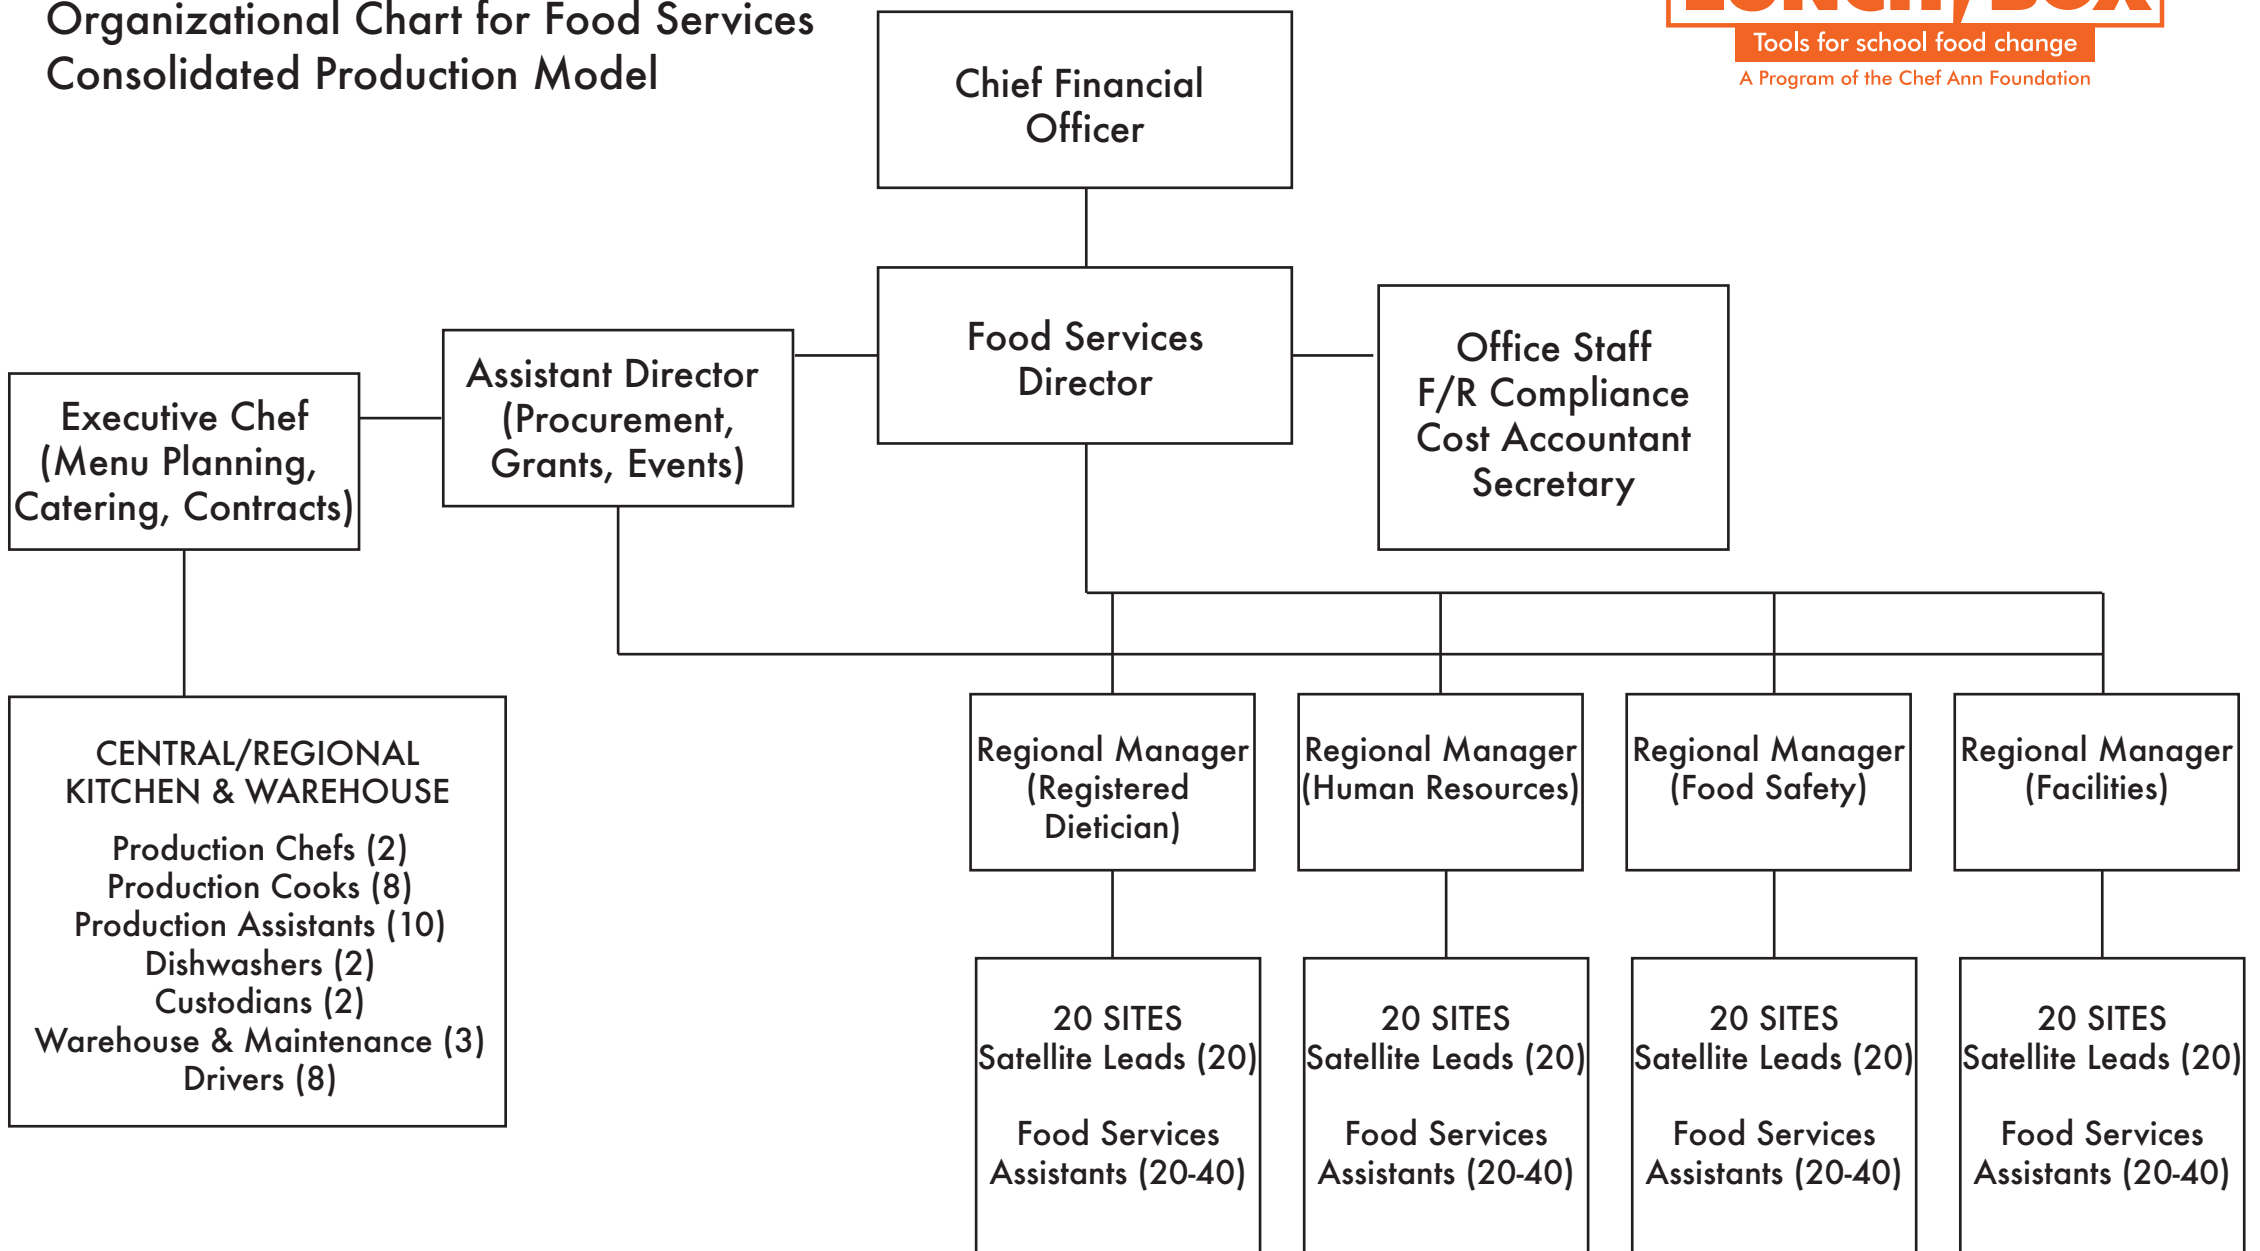 Organizational Chart for Food Services
Consolidated Production Model
LUNCH BOX
Tools for school food change
A Program of the Chef Ann Foundation
Chief Financial
Officer
Food Services
Director
Office Staff
F/R Compliance
Cost Accountant
Secretary
Assistant Director
(Procurement,
Grants, Events)
Executive Chef
(Menu Planning,
Catering, Contracts)
CENTRAL/REGIONAL
KITCHEN & WAREHOUSE
Production Chefs (2)
Production Cooks (8)
Production Assistants (10)
Dishwashers (2)
Custodians (2)
Warehouse & Maintenance (3)
Drivers (8)
Regional Manager
(Registered
Dietician)
Regional Manager
(Human Resources)
Regional Manager
(Food Safety)
Regional Manager
(Facilities)
20 SITES
Satellite Leads (20)
Food Services
Assistants (20-40)
20 SITES
Satellite Leads (20)
Food Services
Assistants (20-40)
20 SITES
Satellite Leads (20)
Food Services
Assistants (20-40)
20 SITES
Satellite Leads (20)
Food Services
Assistants (20-40)